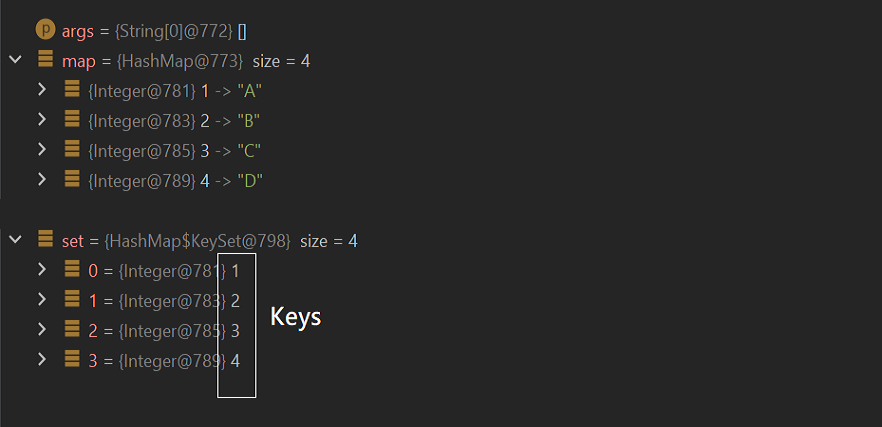 p args = {String[0]@772} []
map = {HashMap@773} size = 4
{Integer@781} 1 -> "A"
{Integer@783} 2 -> "B"
{Integer@785} 3 -> "C"
{Integer@789} 4 -> "D"
set = {HashMap$KeySet@798} size = 4
0 = {Integer@781} 1
1 = {Integer@783} 2
Keys
2 = {Integer@785} 3
3 = {Integer@789} 4